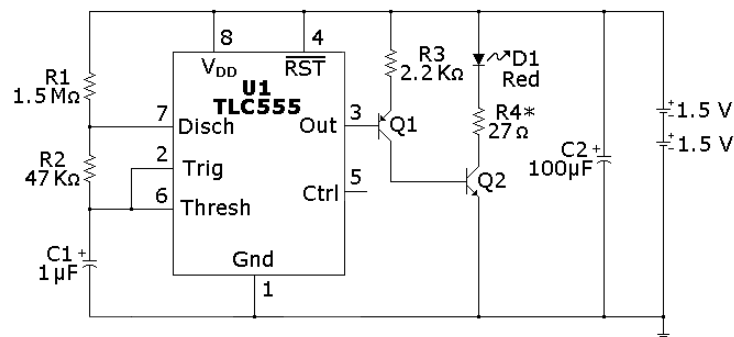 8
4
V_DD
RST
U1
TLC555
R1
1.5 MΩ
7
Disch
Out
3
R3
2.2 KΩ
D1
Red
R4*
27 Ω
Q1
1.5 V
1.5 V
R2
47 KΩ
2
Trig
6
Thresh
Ctrl
5
Q2
C2
+
100µF
C1
+
1 µF
Gnd
1